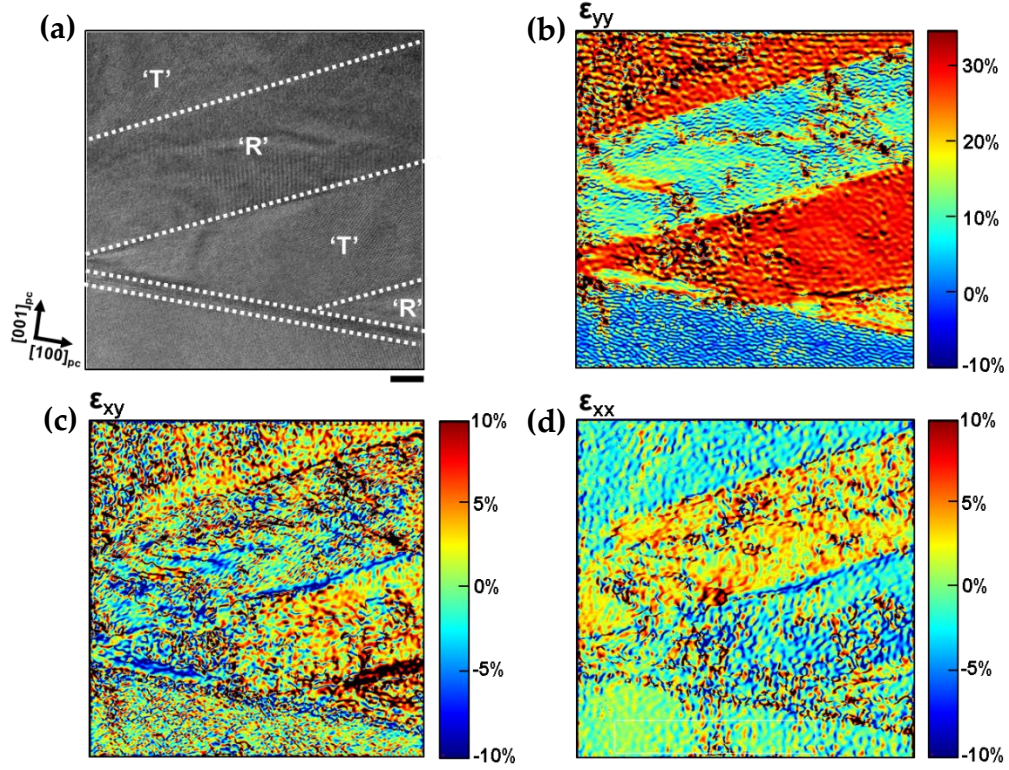 (a)
'T'
'R'
'T'
'R'
[001]pc
[100]pc
(b)
εyy
30%
20%
10%
0%
-10%
(c)
εxy
10%
5%
0%
-5%
-10%
(d)
εxx
10%
5%
0%
-5%
-10%